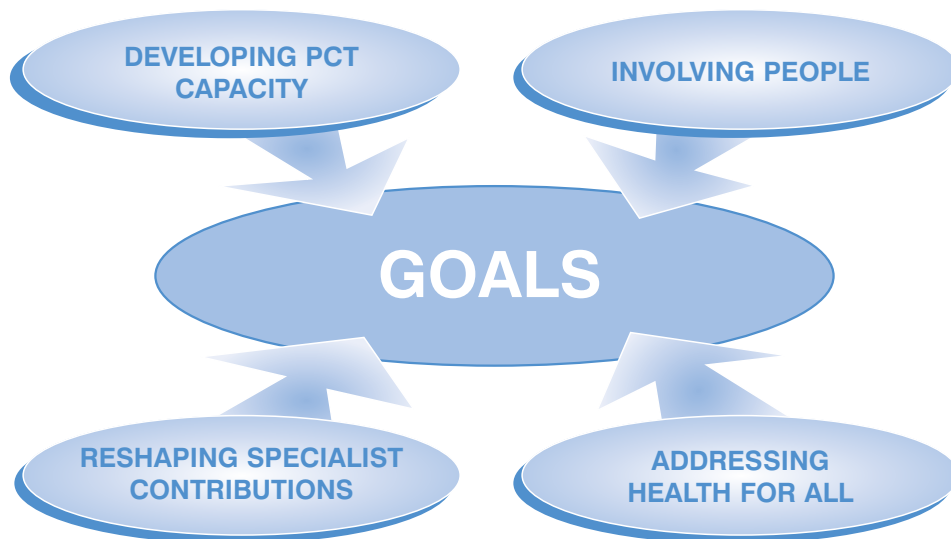 DEVELOPING PCT
CAPACITY
INVOLVING PEOPLE
GOALS
RESHAPING SPECIALIST
CONTRIBUTIONS
ADDRESSING
HEALTH FOR ALL